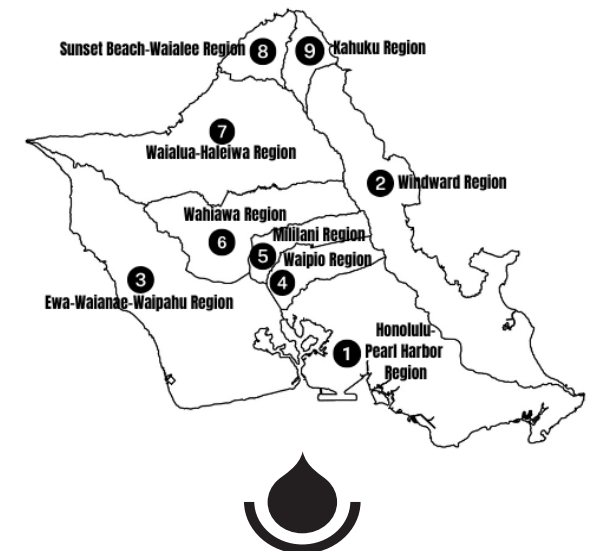 Sunset Beach-Waialee Region
8
9
Kahuku Region
7
Waialua-Haleiwa Region
2
Windward Region
Wahiawa Region
6
Mililani Region
5
Waipio Region
4
3
Ewa-Waianae-Waipahu Region
1
Honolulu-
Pearl Harbor
Region